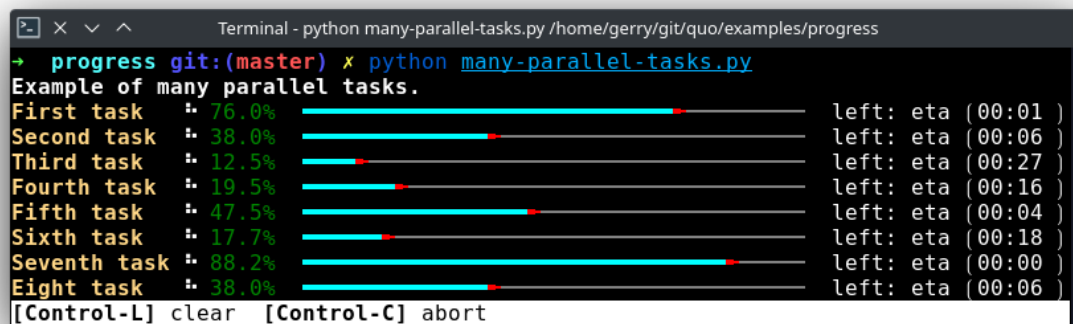 Terminal - python many-parallel-tasks.py /home/gerry/git/quo/examples/progress
→ progress git:(master) ✗ python many-parallel-tasks.py
Example of many parallel tasks.
First task 76.0% left: eta [00:01 ]
Second task 38.0% left: eta [00:06 ]
Third task 12.5% left: eta [00:27 ]
Fourth task 19.5% left: eta [00:16 ]
Fifth task 47.5% left: eta [00:04 ]
Sixth task 17.7% left: eta [00:18 ]
Seventh task 88.2% left: eta [00:00 ]
Eight task 38.0% left: eta [00:06 ]
[Control-L] clear [Control-C] abort